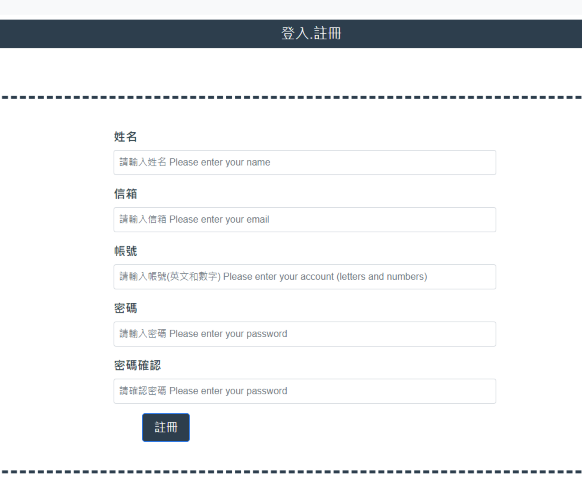 登入.註冊
姓名
請輸入姓名 Please enter your name
信箱
請輸入信箱 Please enter your email
帳號
請輸入帳號(英文和數字) Please enter your account (letters and numbers)
密碼
請輸入密碼 Please enter your password
密碼確認
請確認密碼 Please enter your password
註冊